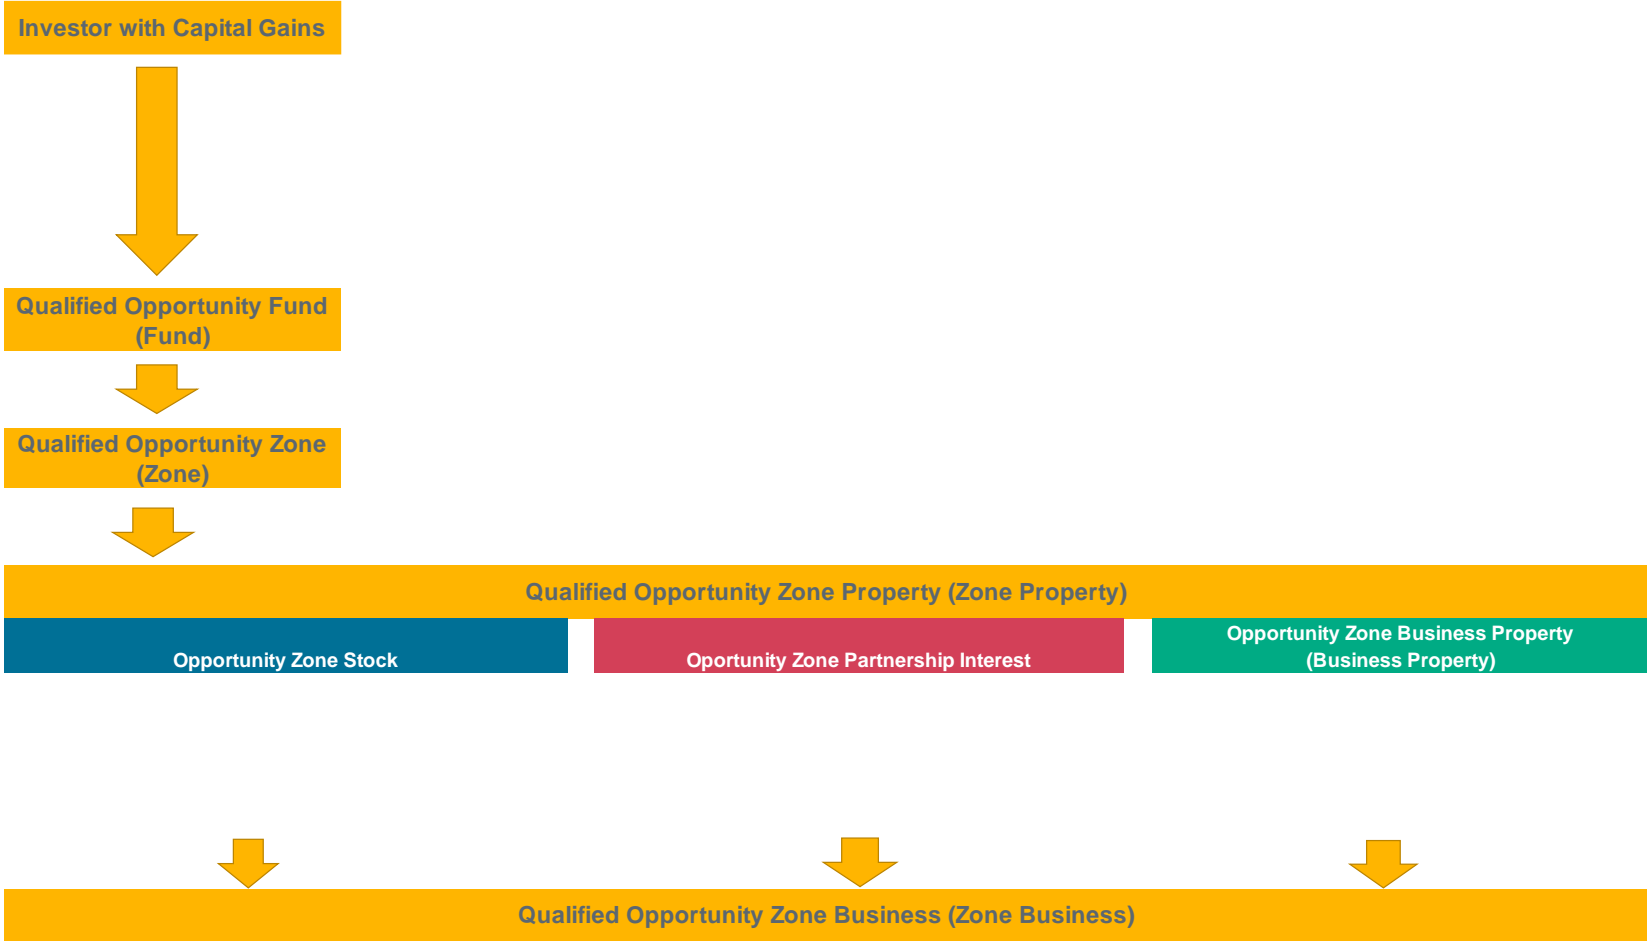 Investor with Capital Gains
Qualified Opportunity Fund
(Fund)
Qualified Opportunity Zone
(Zone)
Qualified Opportunity Zone Property (Zone Property)
Opportunity Zone Stock
Oportunity Zone Partnership Interest
Opportunity Zone Business Property
(Business Property)
Qualified Opportunity Zone Business (Zone Business)